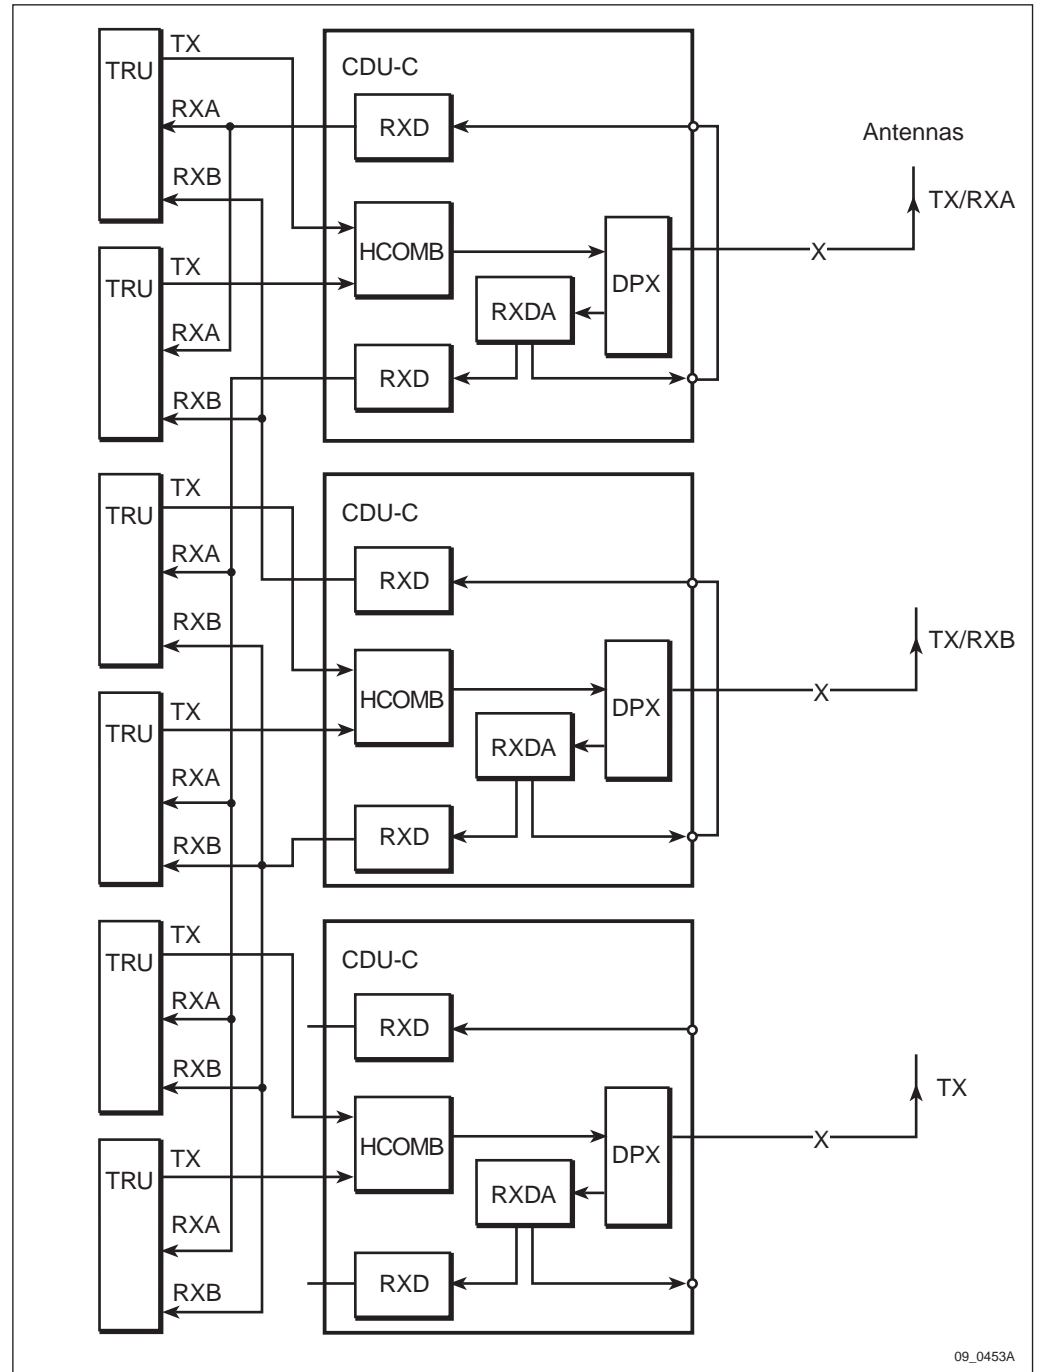 TX
TRU
CDU-C
RXA
RXD
Antennas
RXB
TX/RXA
HCOMB
X
TX
TRU
DPX
RXDA
RXA
RXD
RXB
TX
TRU
CDU-C
RXA
RXD
RXB
TX/RXB
HCOMB
X
TX
TRU
DPX
RXDA
RXA
RXD
RXB
TX
TRU
CDU-C
RXA
RXD
RXB
TX
HCOMB
X
TX
TRU
DPX
RXDA
RXA
RXD
RXB
09_0453A